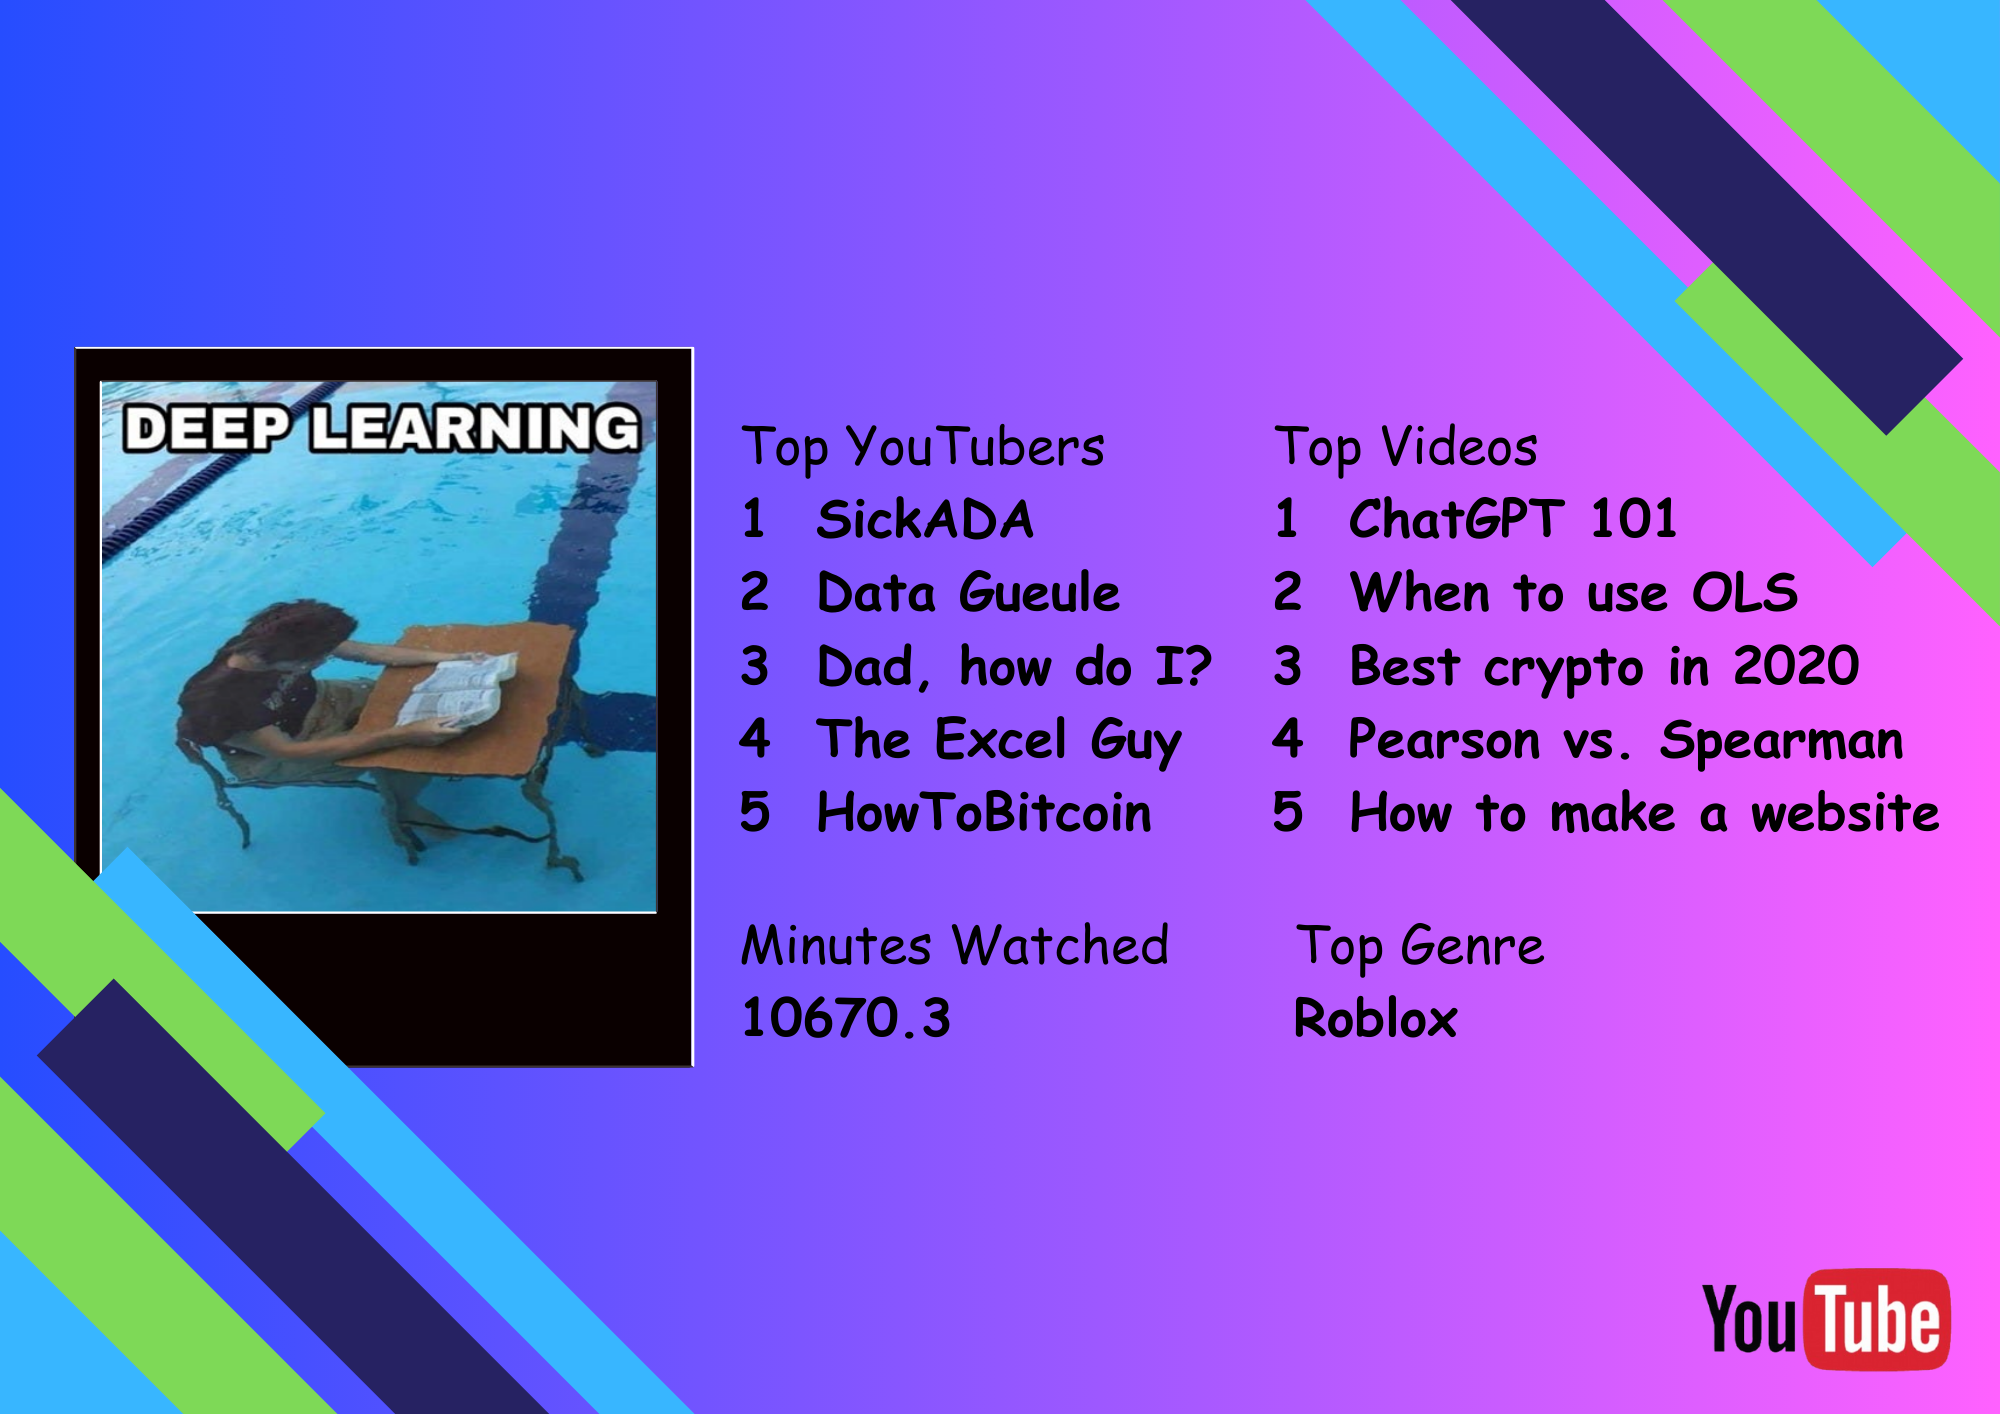 DEEP LEARNING
Top YouTubers
1 SickADA
2 Data Gueule
3 Dad, how do I?
4 The Excel Guy
5 HowToBitcoin
Top Videos
1 ChatGPT 101
2 When to use OLS
3 Best crypto in 2020
4 Pearson vs. Spearman
5 How to make a website
Minutes Watched
10670.3
Top Genre
Roblox
YouTube